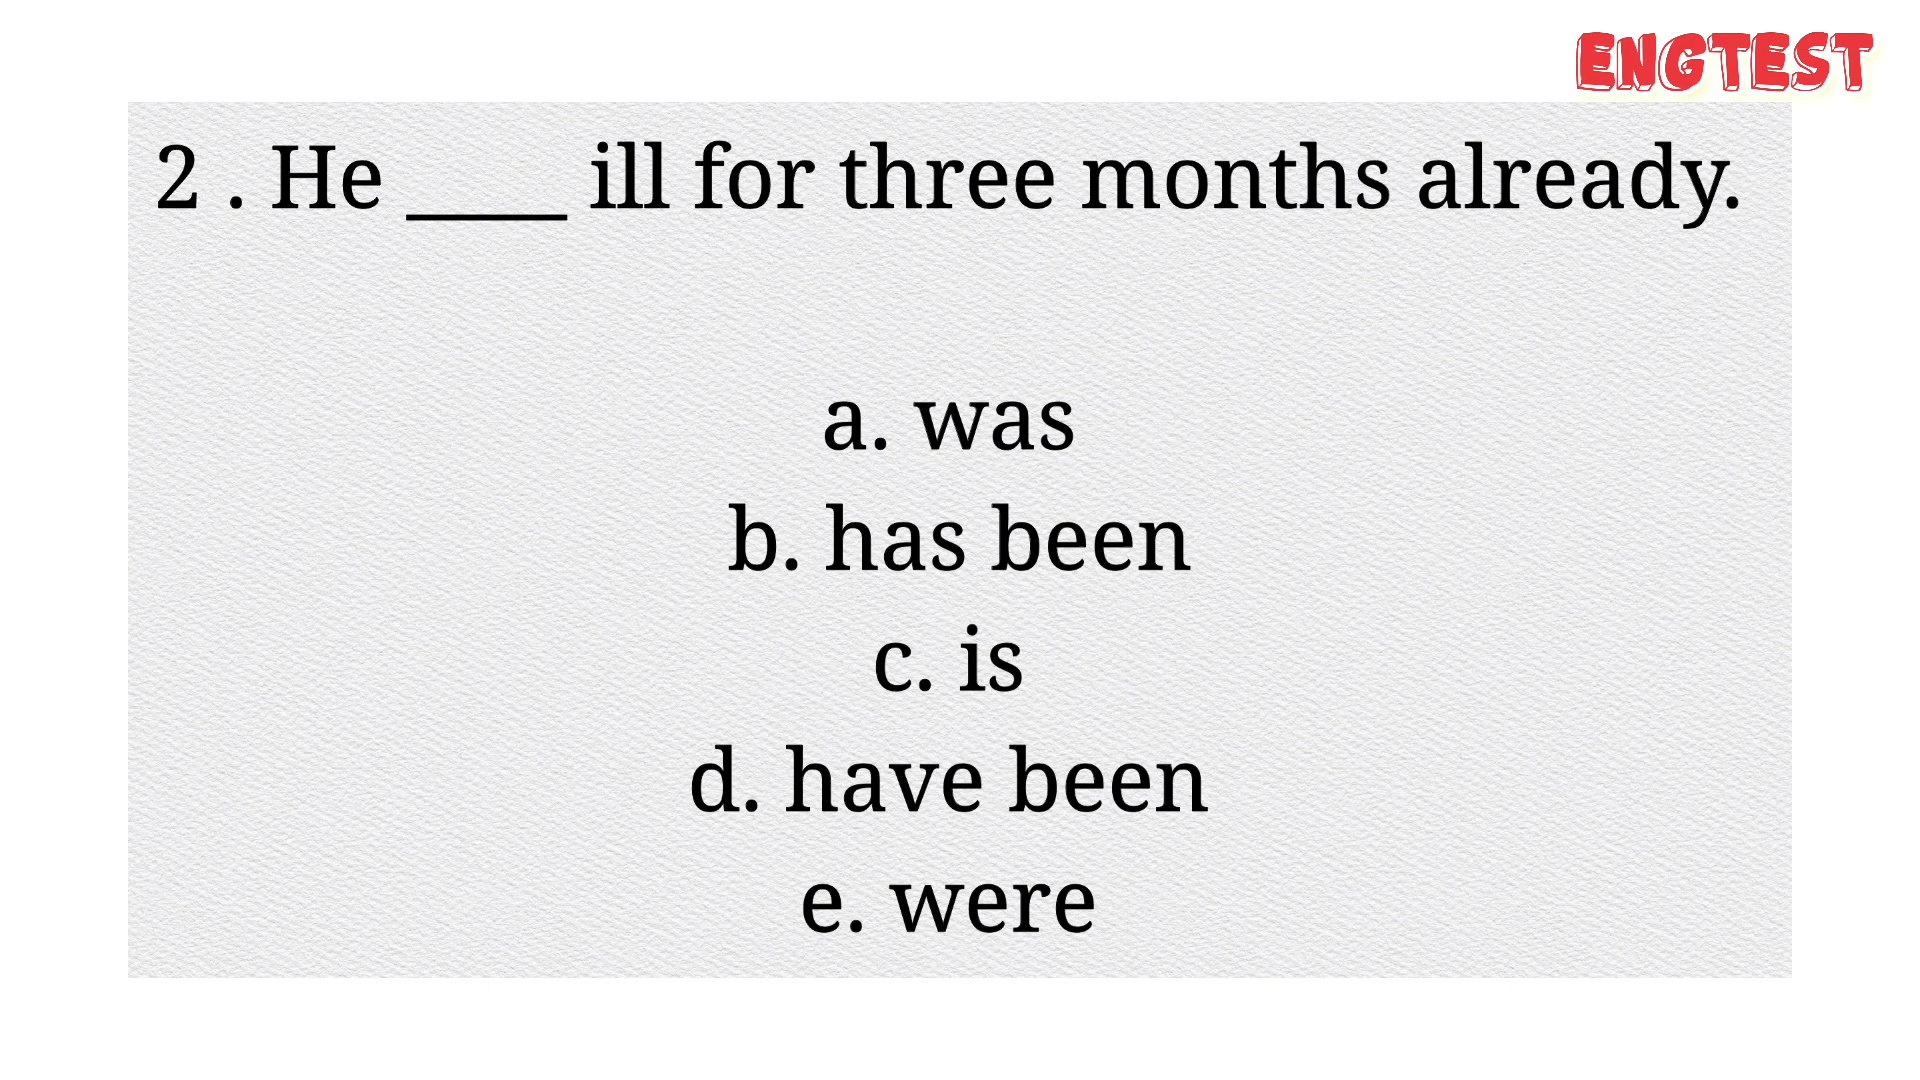 ENGTEST
2 . He ____ ill for three months already.
a. was
b. has been
c. is
d. have been
e. were